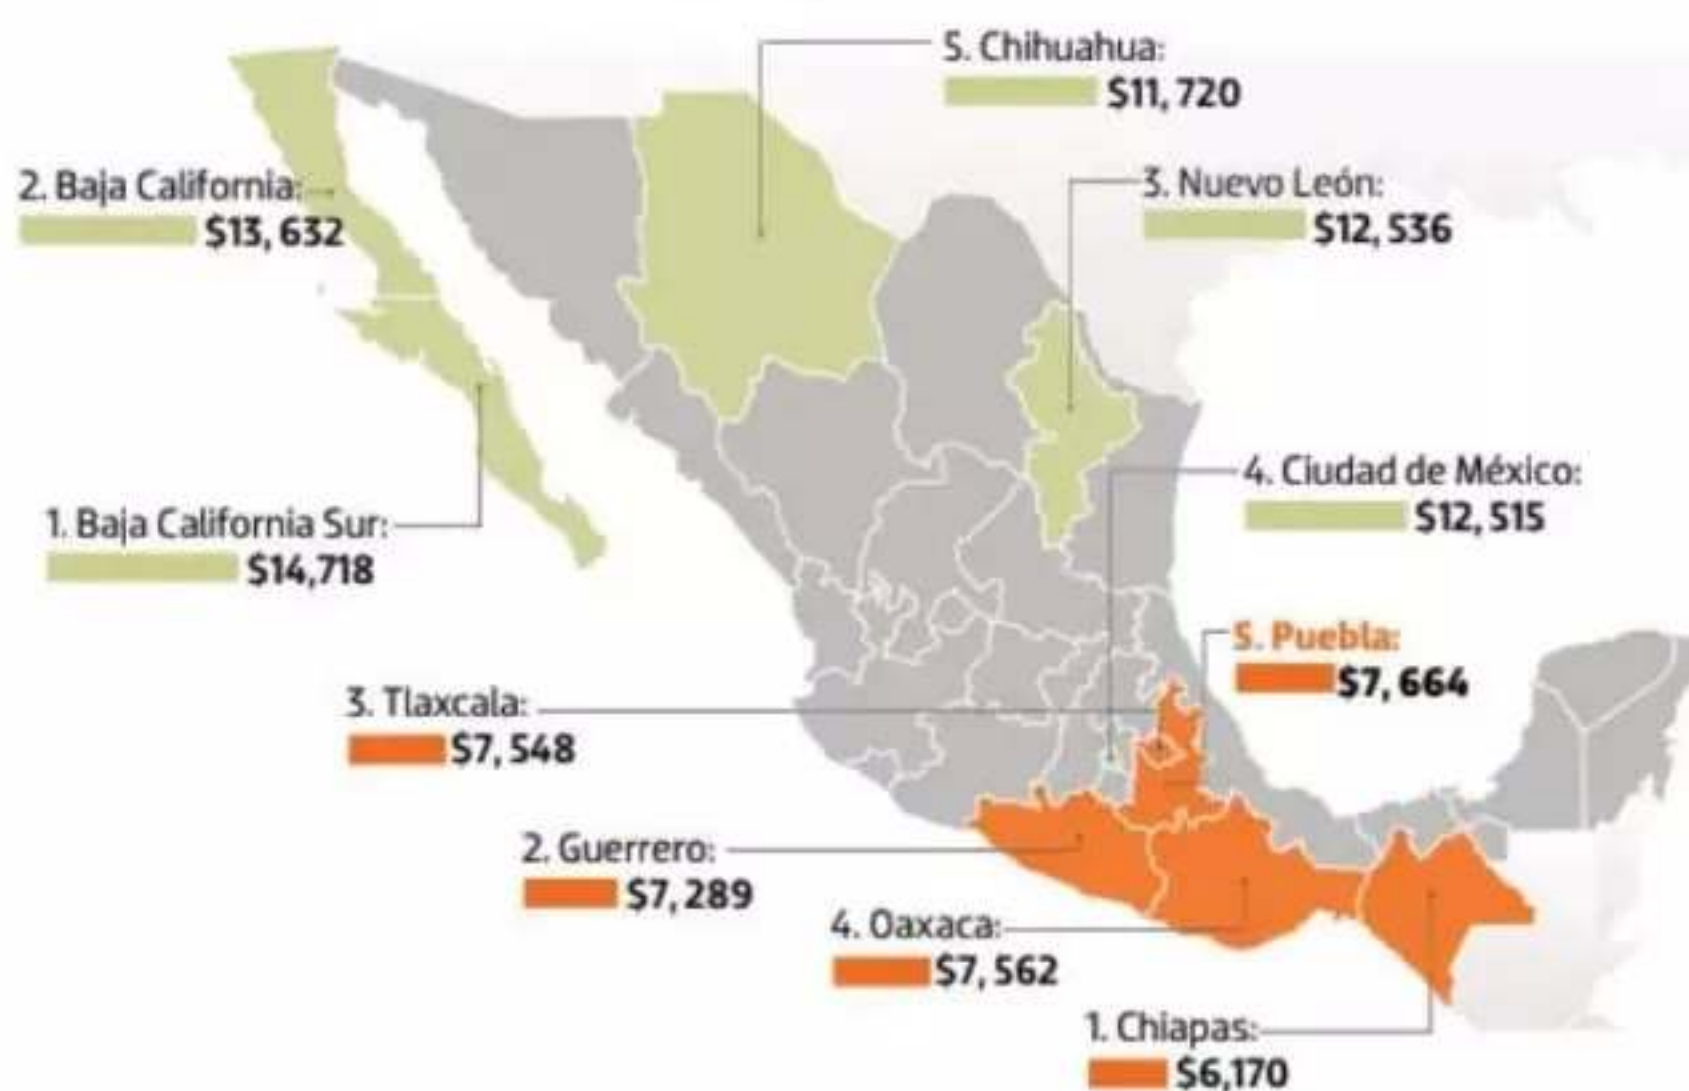 5. Chihuahua:
$11, 720
2. Baja California:
$13, 632
3. Nuevo León:
$12, 536
4. Ciudad de México:
$12, 515
1. Baja California Sur:
$14,718
5. Puebla:
$7, 664
3. Tlaxcala:
$7, 548
2. Guerrero:
$7, 289
4. Oaxaca:
$7, 562
1. Chiapas:
$6,170